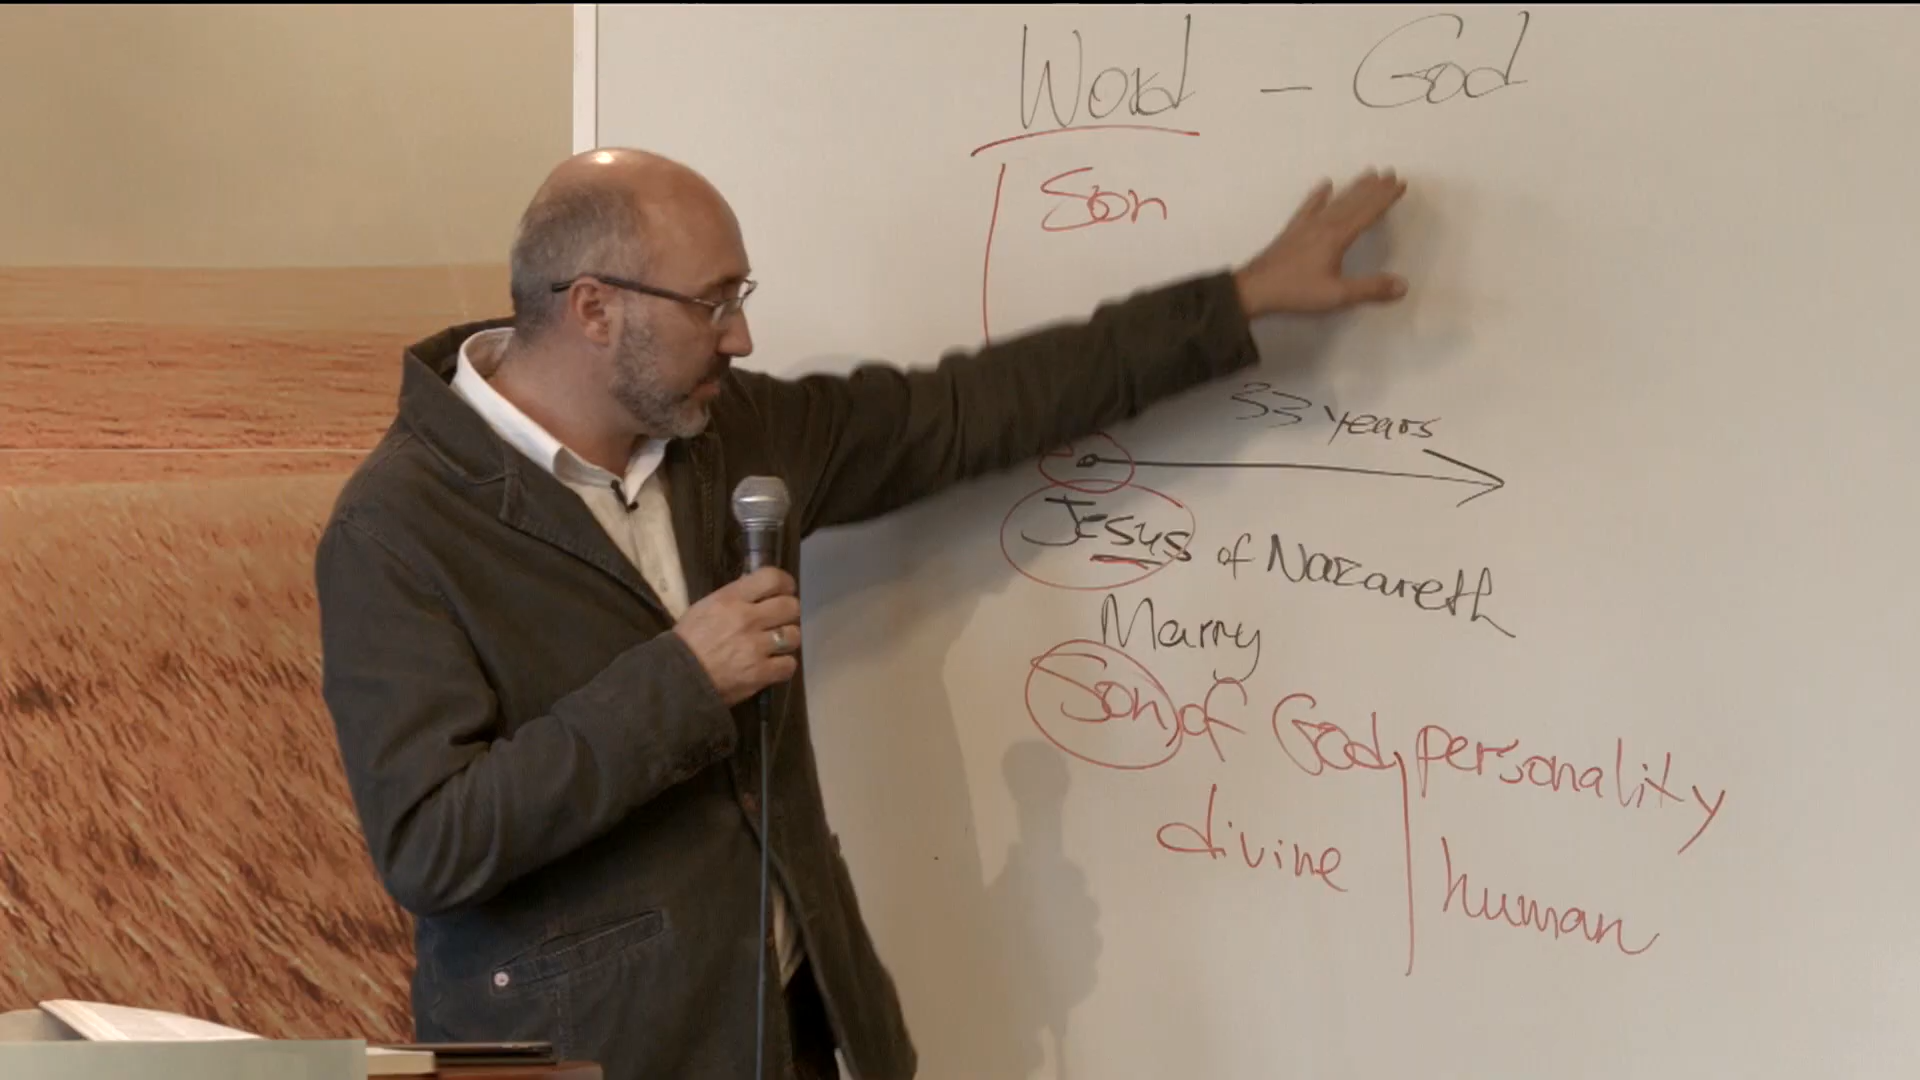 Word - God
Son
33 years
Jesus of Nazareth
Marry
Son of God, personality
divine human